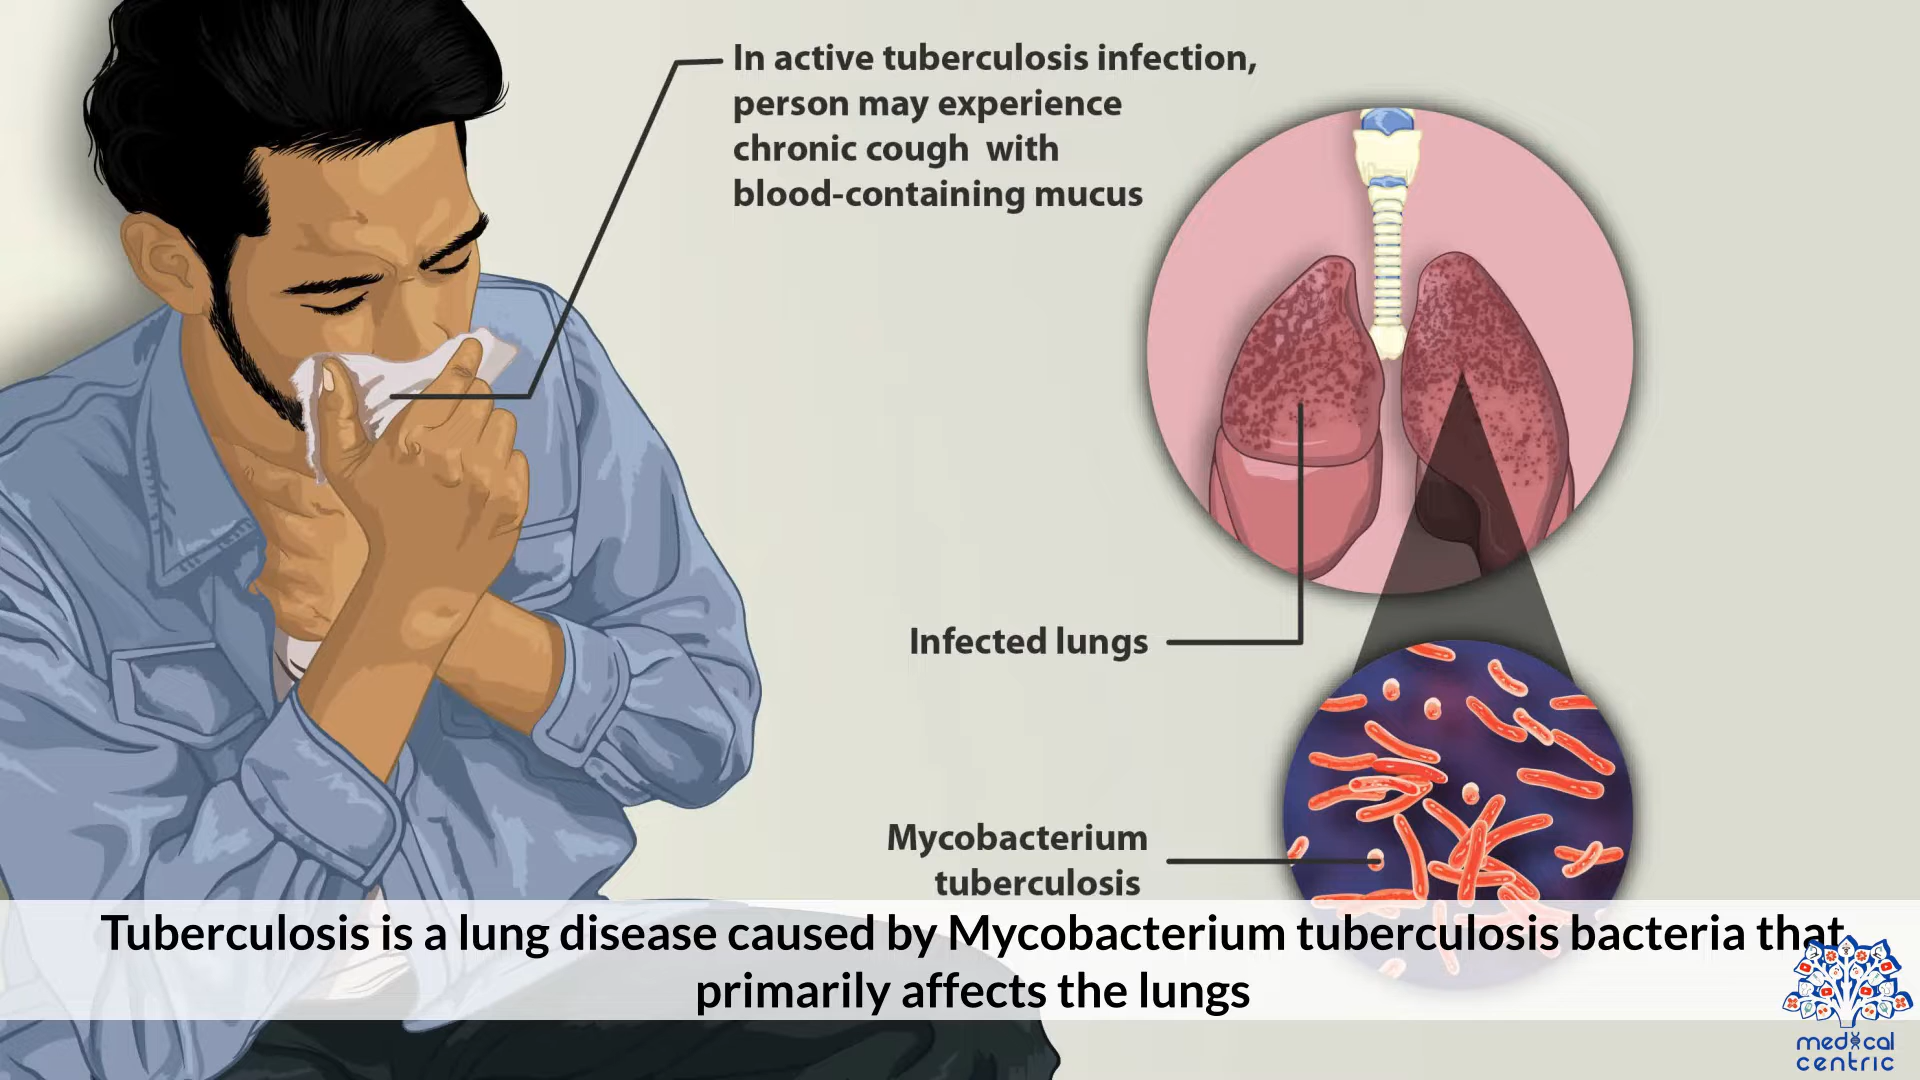 In active tuberculosis infection,
person may experience
chronic cough with
blood-containing mucus
Infected lungs
Mycobacterium
tuberculosis
Tuberculosis is a lung disease caused by Mycobacterium tuberculosis bacteria that
primarily affects the lungs
medical
centric